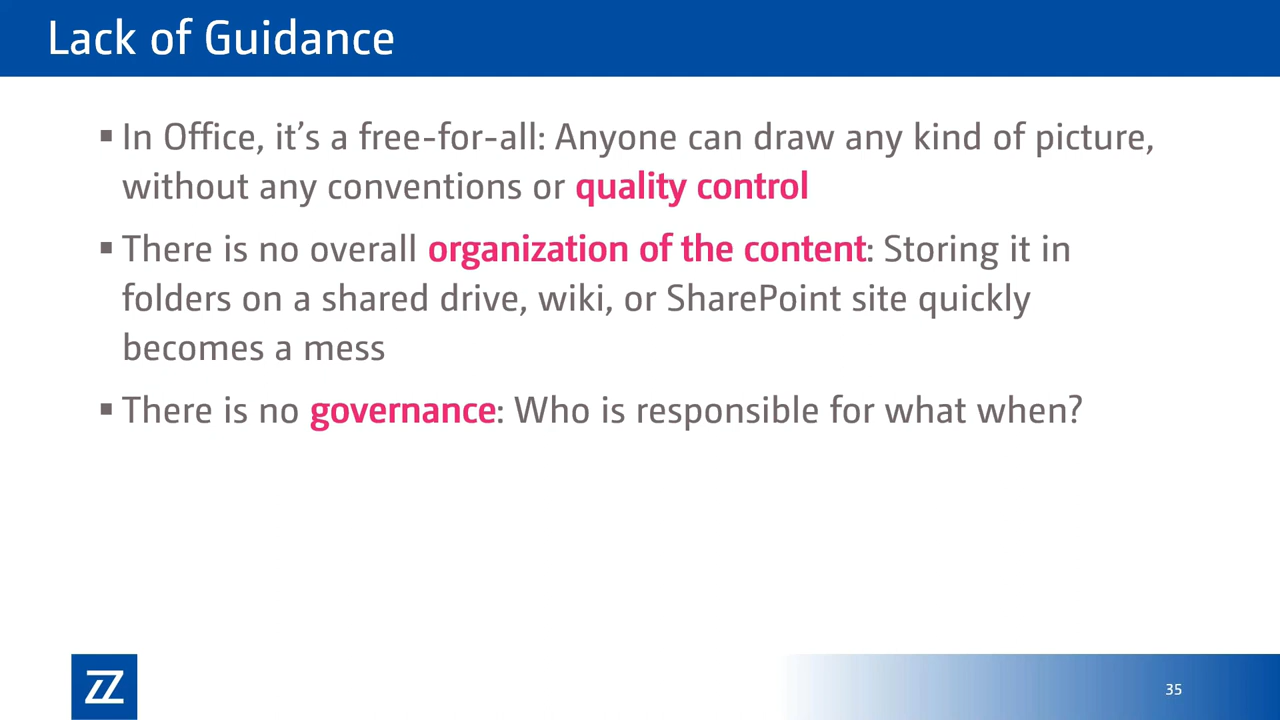 Lack of Guidance
▪ In Office, it’s a free-for-all: Anyone can draw any kind of picture,
without any conventions or quality control
▪ There is no overall organization of the content: Storing it in
folders on a shared drive, wiki, or SharePoint site quickly
becomes a mess
▪ There is no governance: Who is responsible for what when?
ZZ
35